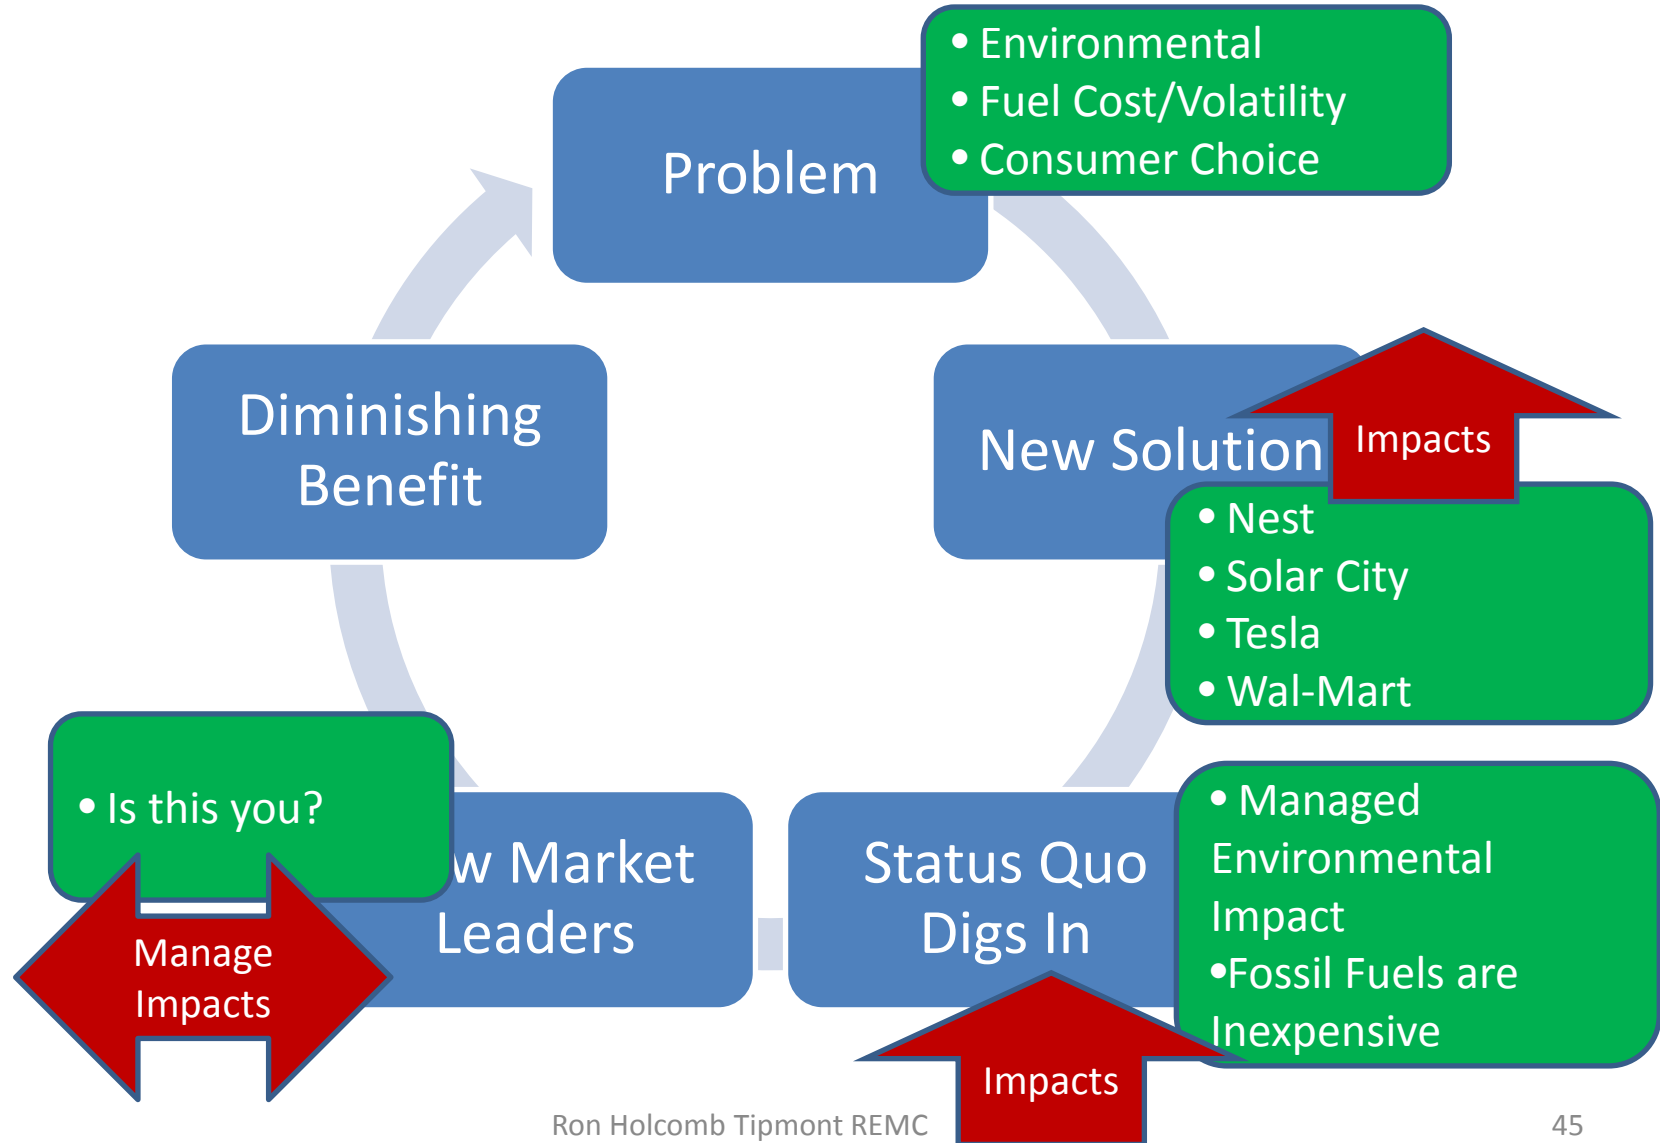 Problem
• Environmental
• Fuel Cost/Volatility
• Consumer Choice
New Solution
Impacts
• Nest
• Solar City
• Tesla
• Wal-Mart
Status Quo
Digs In
• Managed
Environmental
Impact
•Fossil Fuels are
Inexpensive
Impacts
w Market
Leaders
• Is this you?
Manage
Impacts
Diminishing
Benefit
Ron Holcomb Tipmont REMC
45